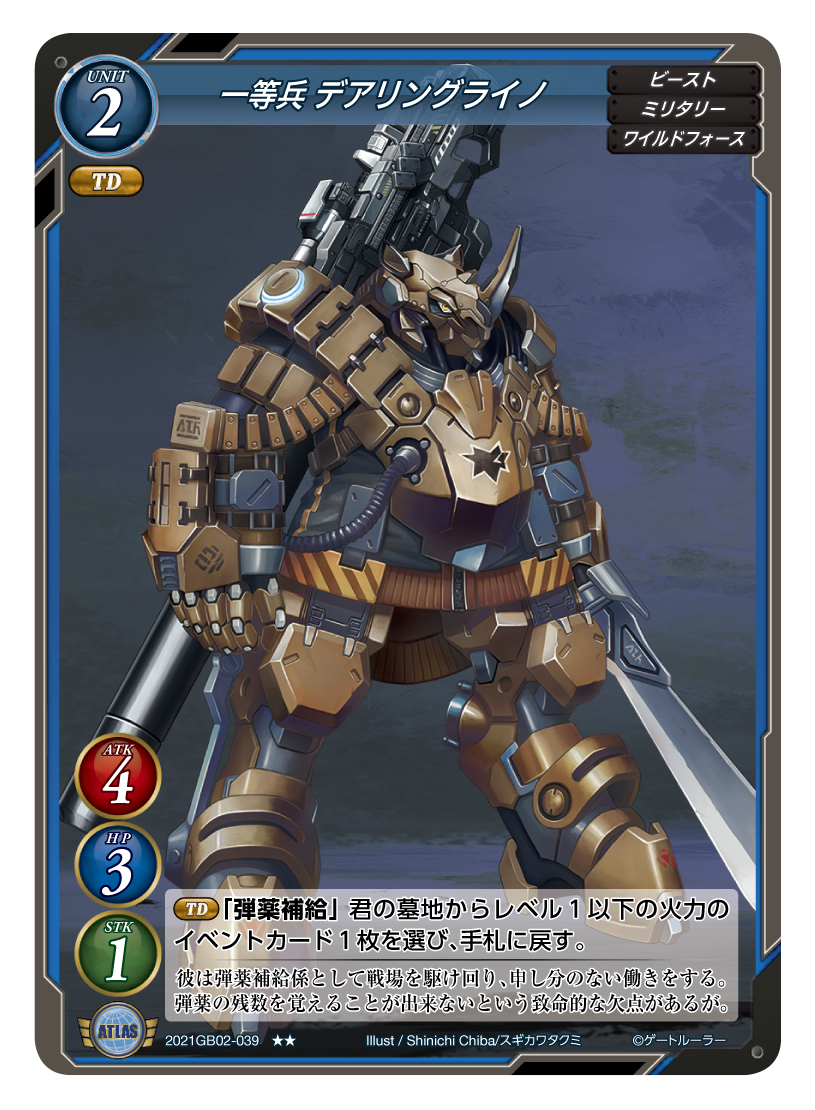 UNIT
2
一等兵 デアリングライノ
ビースト
ミリタリー
ワイルドフォース
TD
ATK
4
HP
3
STK
1
TD 「弾薬補給」 君の墓地からレベル1以下の火力の
イベントカード1枚を選び、手札に戻す。
彼は弾薬補給係として戦場を駆け回り、申し分のない働きをする。
弾薬の残数を覚えることが出来ないという致命的な欠点があるが。
ATLAS
2021GB02-039 ★★
Illust / Shinichi Chiba/スギカワタクミ
©ゲートルーラー